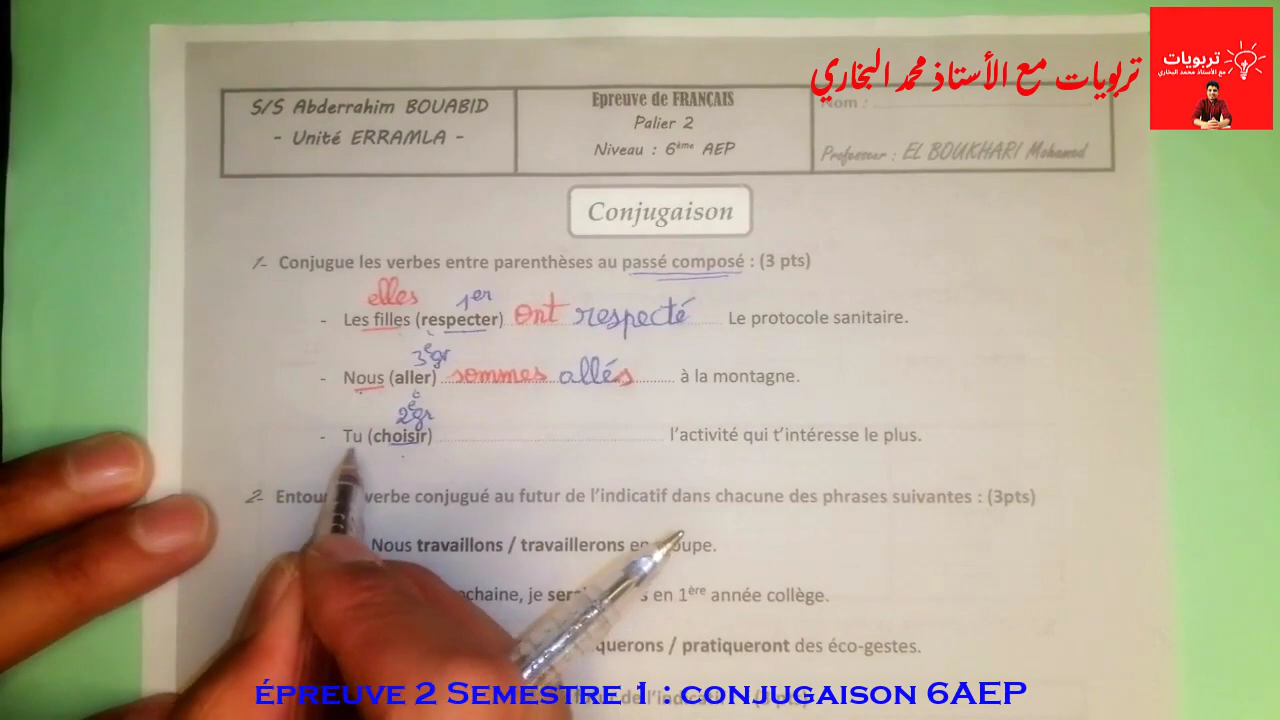 تربويات مع الأستاذ محمد البخاري
تربويات
مع الأستاذ محمد البخاري
S/S Abderrahim BOUABID
- Unité ERRAMLA -
Epreuve de FRANÇAIS
Palier 2
Niveau : 6ème AEP
Nom :
Professeur : EL BOUKHARI Mohamed
Conjugaison
1- Conjugue les verbes entre parenthèses au passé composé : (3 pts)
elles 1er
- Les filles (respecter) ont respecté Le protocole sanitaire.
3e gr
- Nous (aller) sommes allés à la montagne.
2e gr
- Tu (choisir) l'activité qui t'intéresse le plus.
2- verbe conjugué au futur de l'indicatif dans chacune des phrases suivantes : (3pts)
Nous travaillons / travaillerons
je en 1ère année collège.
/ pratiqueront des éco-gestes.
épreuve 2 Semestre 1 : conjugaison 6AEP